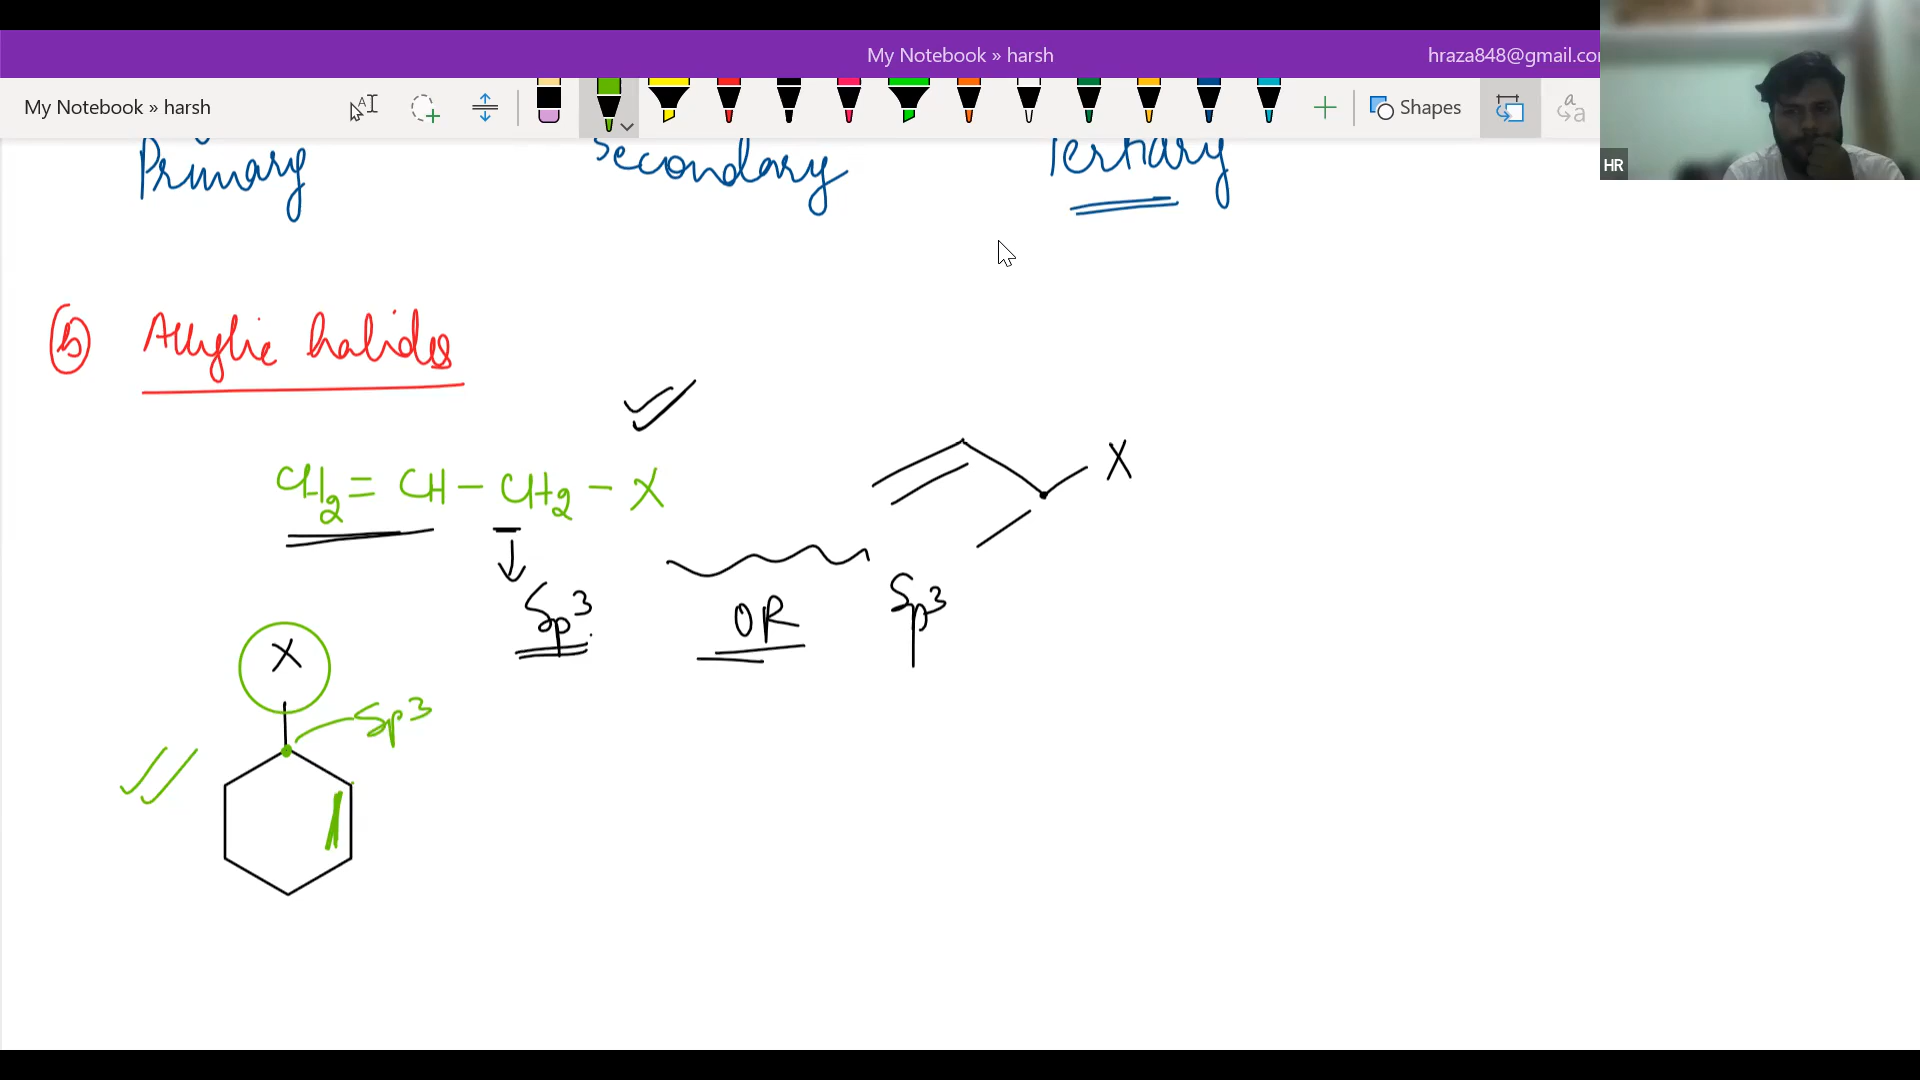 My Notebook » harsh
hraza848@gmail.co
My Notebook » harsh
Shapes
HR
Primary Secondary Tertiary
(b) Allylic halides
CH2 = CH - CH2 - X
X
Sp3 OR Sp3
X
Sp3